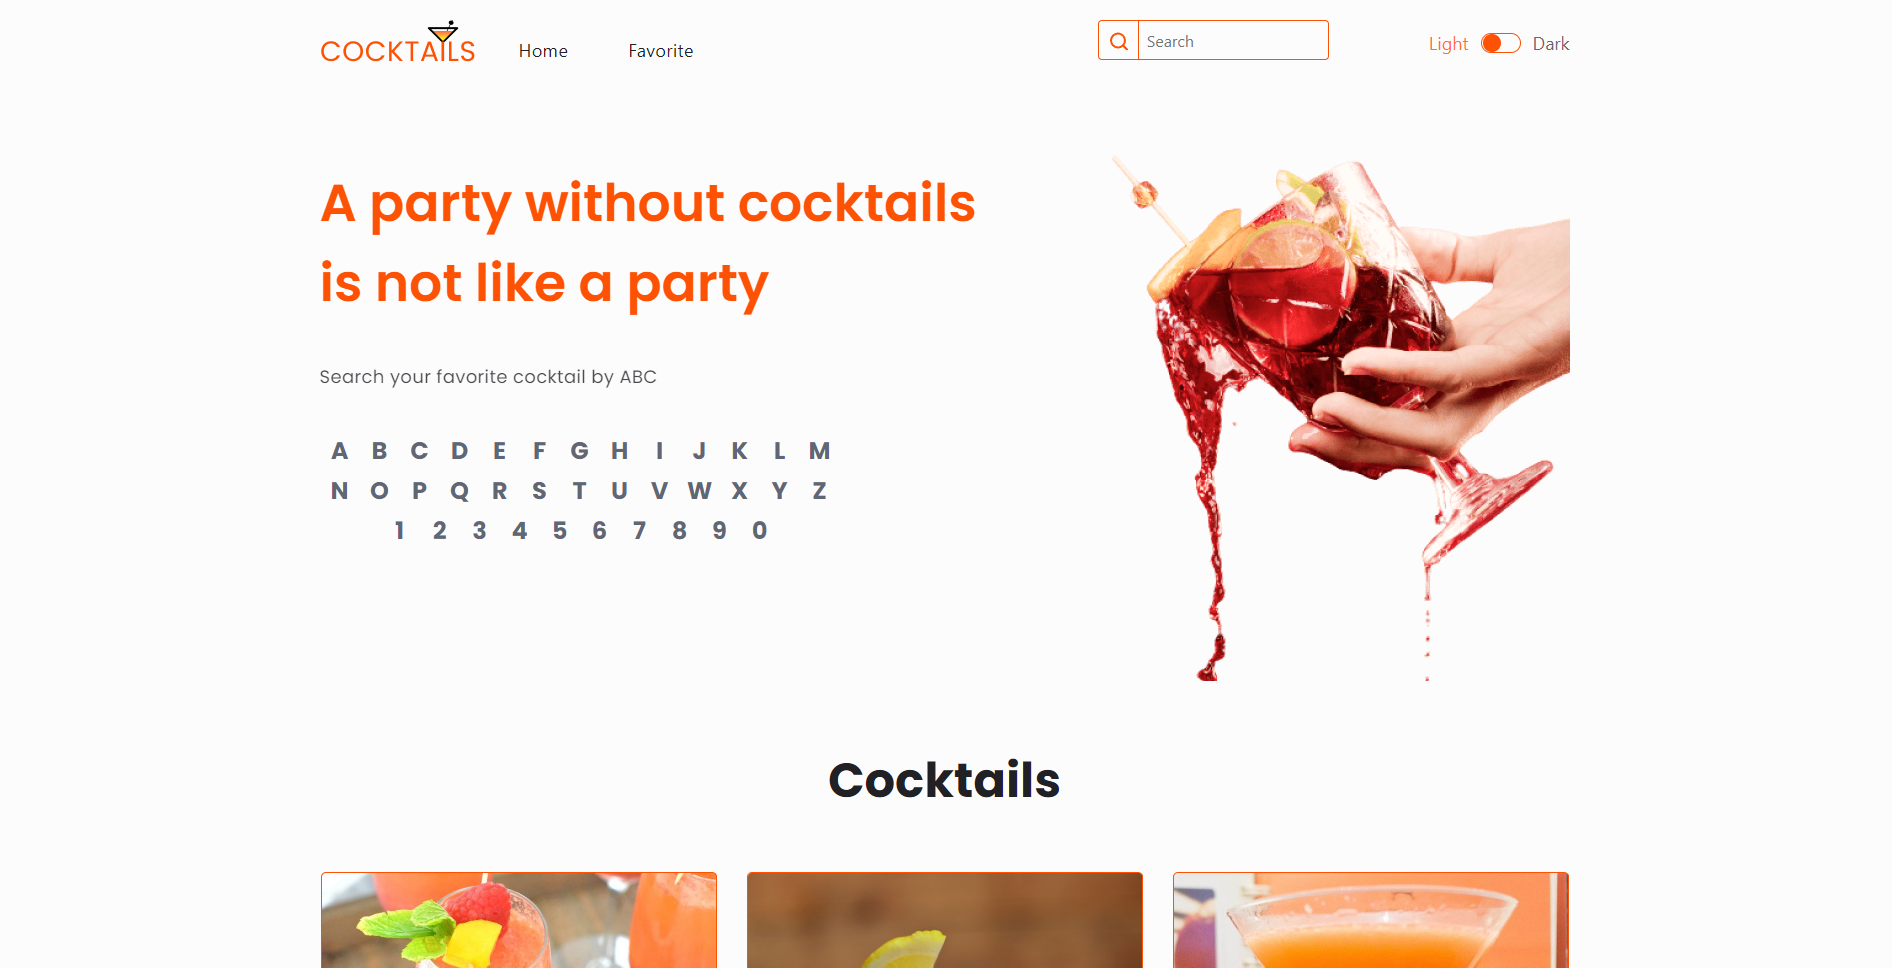 COCKTAILS
Home
Favorite
Search
Light
Dark
A party without cocktails
is not like a party
Search your favorite cocktail by ABC
A B C D E F G H I J K L M
N O P Q R S T U V W X Y Z
1 2 3 4 5 6 7 8 9 0
Cocktails